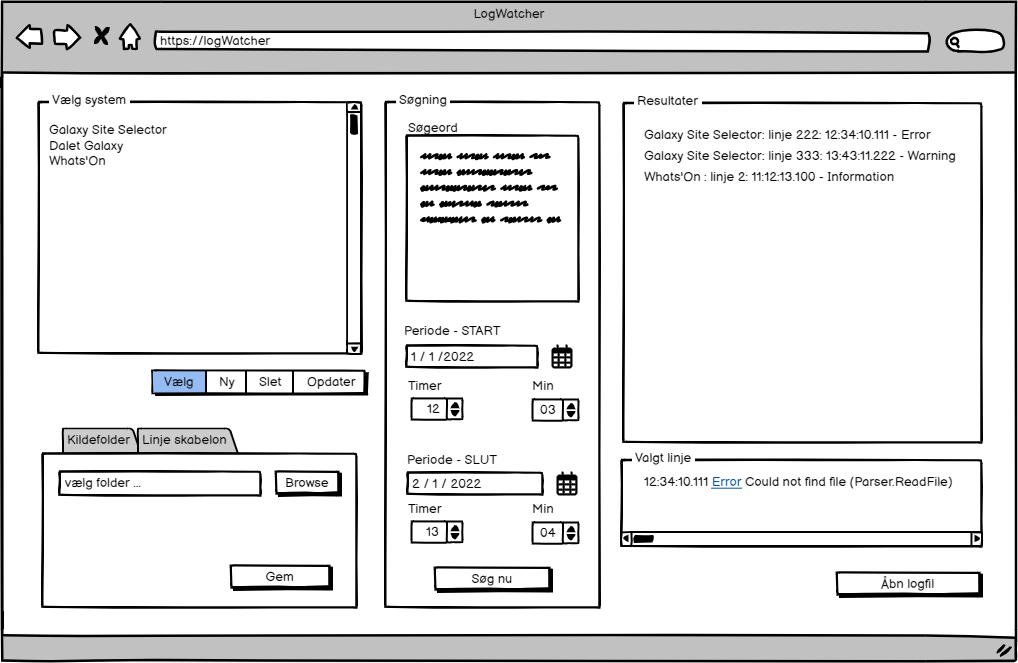 LogWatcher
https://logWatcher
Vælg system
Galaxy Site Selector
Dalet Galaxy
Whats'On
Vælg
Ny
Slet
Opdater
Kildefolder
Linje skabelon
vælg folder ...
Browse
Gem
Søgning
Søgeord
Periode - START
1 / 1 /2022
Timer
Min
12
03
Periode - SLUT
2 / 1 / 2022
Timer
Min
13
04
Søg nu
Resultater
Galaxy Site Selector: linje 222: 12:34:10.111 - Error
Galaxy Site Selector: linje 333: 13:43:11.222 - Warning
Whats'On : linje 2: 11:12:13.100 - Information
Valgt linje
12:34:10.111 Error Could not find file (Parser.ReadFile)
Åbn logfil